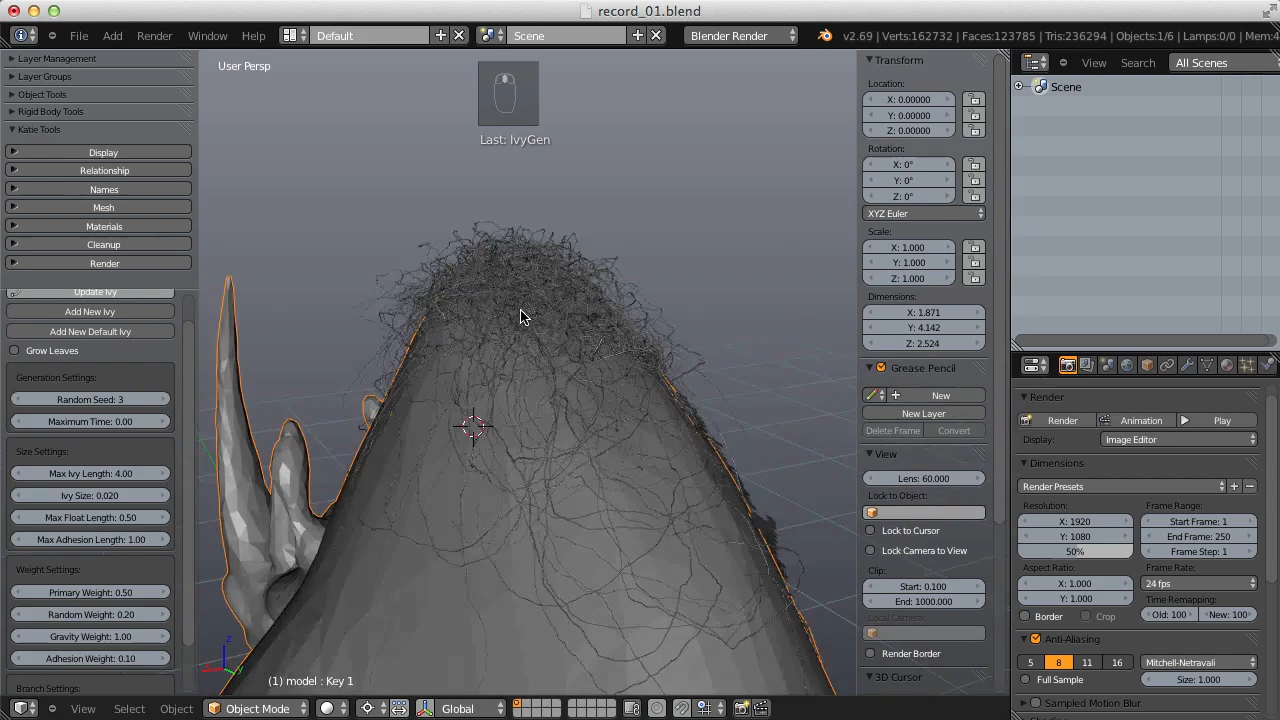 record_01.blend
File Add Render Window Help Default Scene Blender Render v2.69 | Verts:162732 | Faces:123785 | Tris:236294 | Objects:1/6 | Lamps:0/0 | Mem:4
Layer Management
Layer Groups
Object Tools
Rigid Body Tools
Katie Tools
Display
Relationship
Names
Mesh
Materials
Cleanup
Render
Update Ivy
Add New Ivy
Add New Default Ivy
Grow Leaves
Generation Settings:
Random Seed: 3
Maximum Time: 0.00
Size Settings:
Max Ivy Length: 4.00
Ivy Size: 0.020
Max Float Length: 0.50
Max Adhesion Length: 1.00
Weight Settings:
Primary Weight: 0.50
Random Weight: 0.20
Gravity Weight: 1.00
Adhesion Weight: 0.10
Branch Settings:
User Persp
Last: IvyGen
z
y
(1) model : Key 1
View Select Object Object Mode Global
Transform
Location:
X: 0.00000
Y: 0.00000
Z: 0.00000
Rotation:
X: 0°
Y: 0°
Z: 0°
XYZ Euler
Scale:
X: 1.000
Y: 1.000
Z: 1.000
Dimensions:
X: 1.871
Y: 4.142
Z: 2.524
Grease Pencil
New
New Layer
Delete Frame Convert
View
Lens: 60.000
Lock to Object:
Lock to Cursor
Lock Camera to View
Clip:
Start: 0.100
End: 1000.000
Local Camera:
Render Border
3D Cursor
View Search All Scenes
Scene
Render
Render Animation Play
Display: Image Editor
Dimensions
Render Presets
Resolution: Frame Range:
X: 1920 Start Frame: 1
Y: 1080 End Frame: 250
50% Frame Step: 1
Aspect Ratio: Frame Rate:
X: 1.000 24 fps
Y: 1.000 Time Remapping:
Border Crop Old: 100 New: 100
Anti-Aliasing
5 8 11 16 Mitchell-Netravali
Full Sample Size: 1.000
Sampled Motion Blur